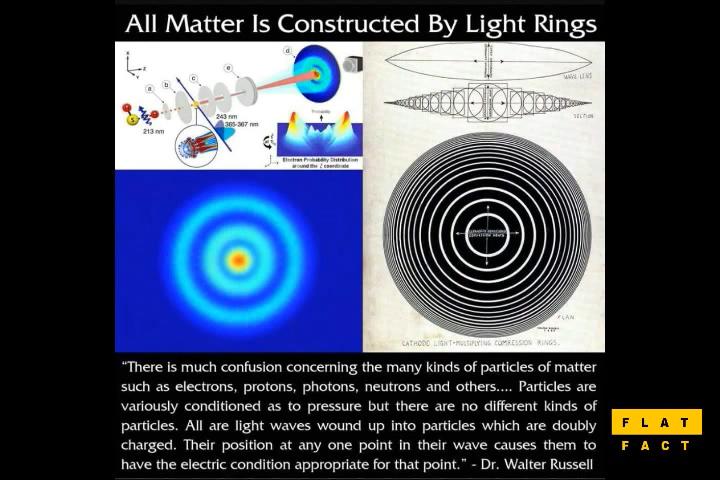 All Matter Is Constructed By Light Rings
d
X
Z
Y
e
c
b
a
S
213 nm
243 nm
365-367 nm
Probability
Electron Probability Distribution
around the Z coordinate
WAVE LENS
SECTION
PLAN
CATHODE LIGHT-MULTIPLYING COMPRESSION RINGS.
“There is much confusion concerning the many kinds of particles of matter
such as electrons, protons, photons, neutrons and others.... Particles are
variously conditioned as to pressure but there are no different kinds of
particles. All are light waves wound up into particles which are doubly
charged. Their position at any one point in their wave causes them to
have the electric condition appropriate for that point.” - Dr. Walter Russell
FLAT
FACT